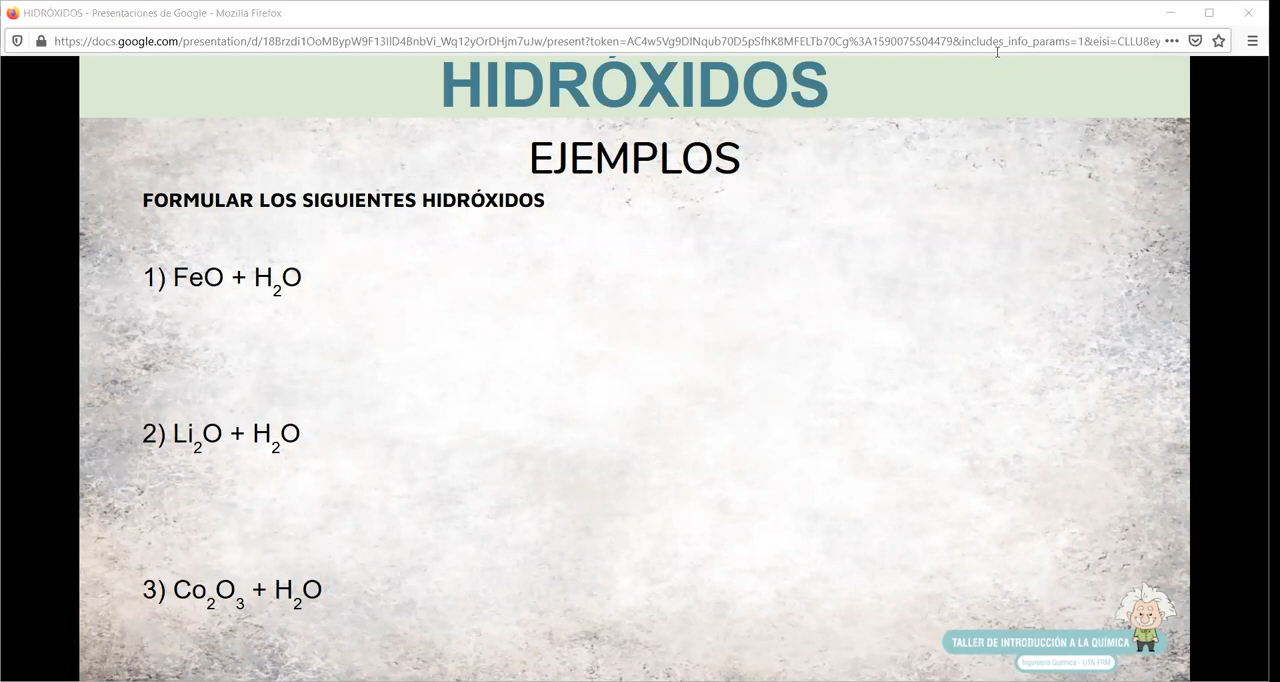 HIDRÓXIDOS - Presentaciones de Google - Mozilla Firefox
https://docs.google.com/presentation/d/18Brzdi1OoMBypW9F13IlD4BnbVi_Wq12yOrDHjm7uJw/present?token=AC4w5Vg9DINqub70D5pSfhK8MFELTb70Cg%3A1590075504479&includes_info_params=1&eisi=CLLU8ey
HIDRÓXIDOS
EJEMPLOS
FORMULAR LOS SIGUIENTES HIDRÓXIDOS
1) FeO + H₂O
2) Li₂O + H₂O
3) Co₂O₃ + H₂O
TALLER DE INTRODUCCIÓN A LA QUÍMICA
Ingeniería Química - UTN FRM